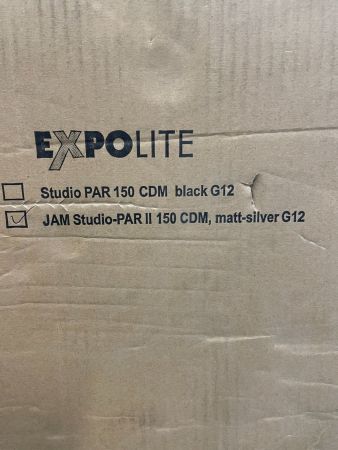 EXPOLITE
Studio PAR 150 CDM black G12
JAM Studio-PAR II 150 CDM, matt-silver G12